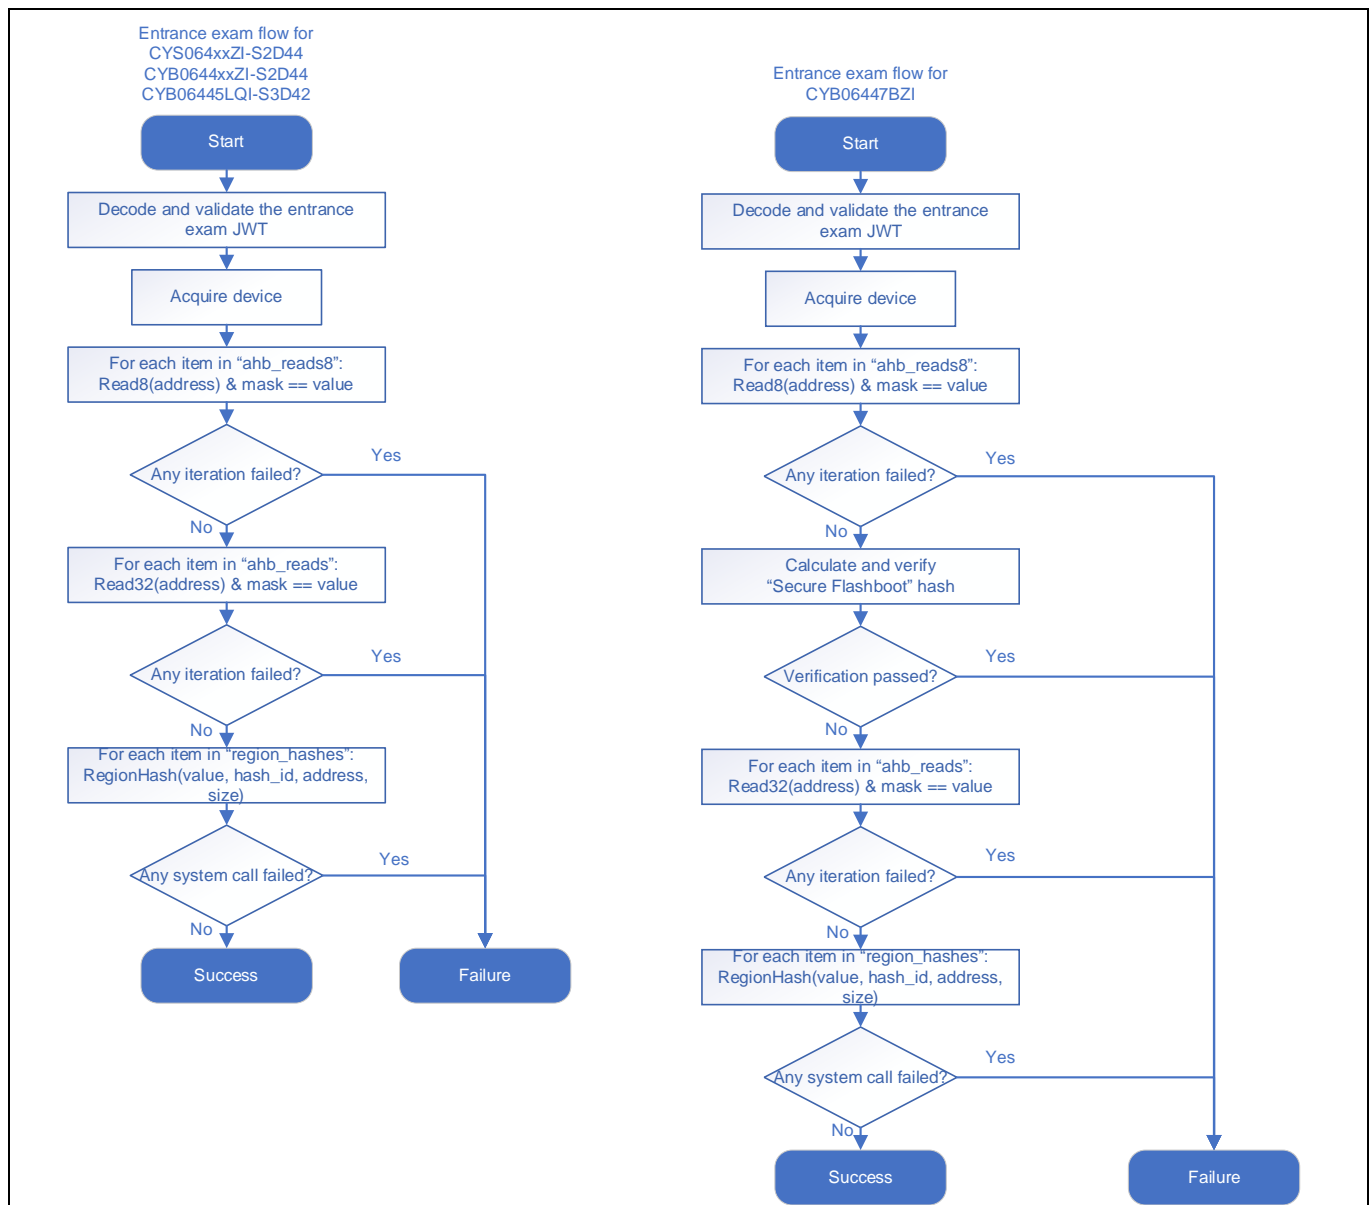 Entrance exam flow for
CYS064xxZI-S2D44
CYB0644xxZI-S2D44
CYB06445LQI-S3D42
Start
Decode and validate the entrance
exam JWT
Acquire device
For each item in “ahb_reads8”:
Read8(address) & mask == value
Any iteration failed?
Yes
No
For each item in “ahb_reads”:
Read32(address) & mask == value
Any iteration failed?
Yes
No
For each item in “region_hashes”:
RegionHash(value, hash_id, address,
size)
Any system call failed?
Yes
No
Success
Failure
Entrance exam flow for
CYB06447BZI
Start
Decode and validate the entrance
exam JWT
Acquire device
For each item in “ahb_reads8”:
Read8(address) & mask == value
Any iteration failed?
Yes
No
Calculate and verify
“Secure Flashboot” hash
Verification passed?
Yes
No
For each item in “ahb_reads”:
Read32(address) & mask == value
Any iteration failed?
Yes
No
For each item in “region_hashes”:
RegionHash(value, hash_id, address,
size)
Any system call failed?
Yes
No
Success
Failure